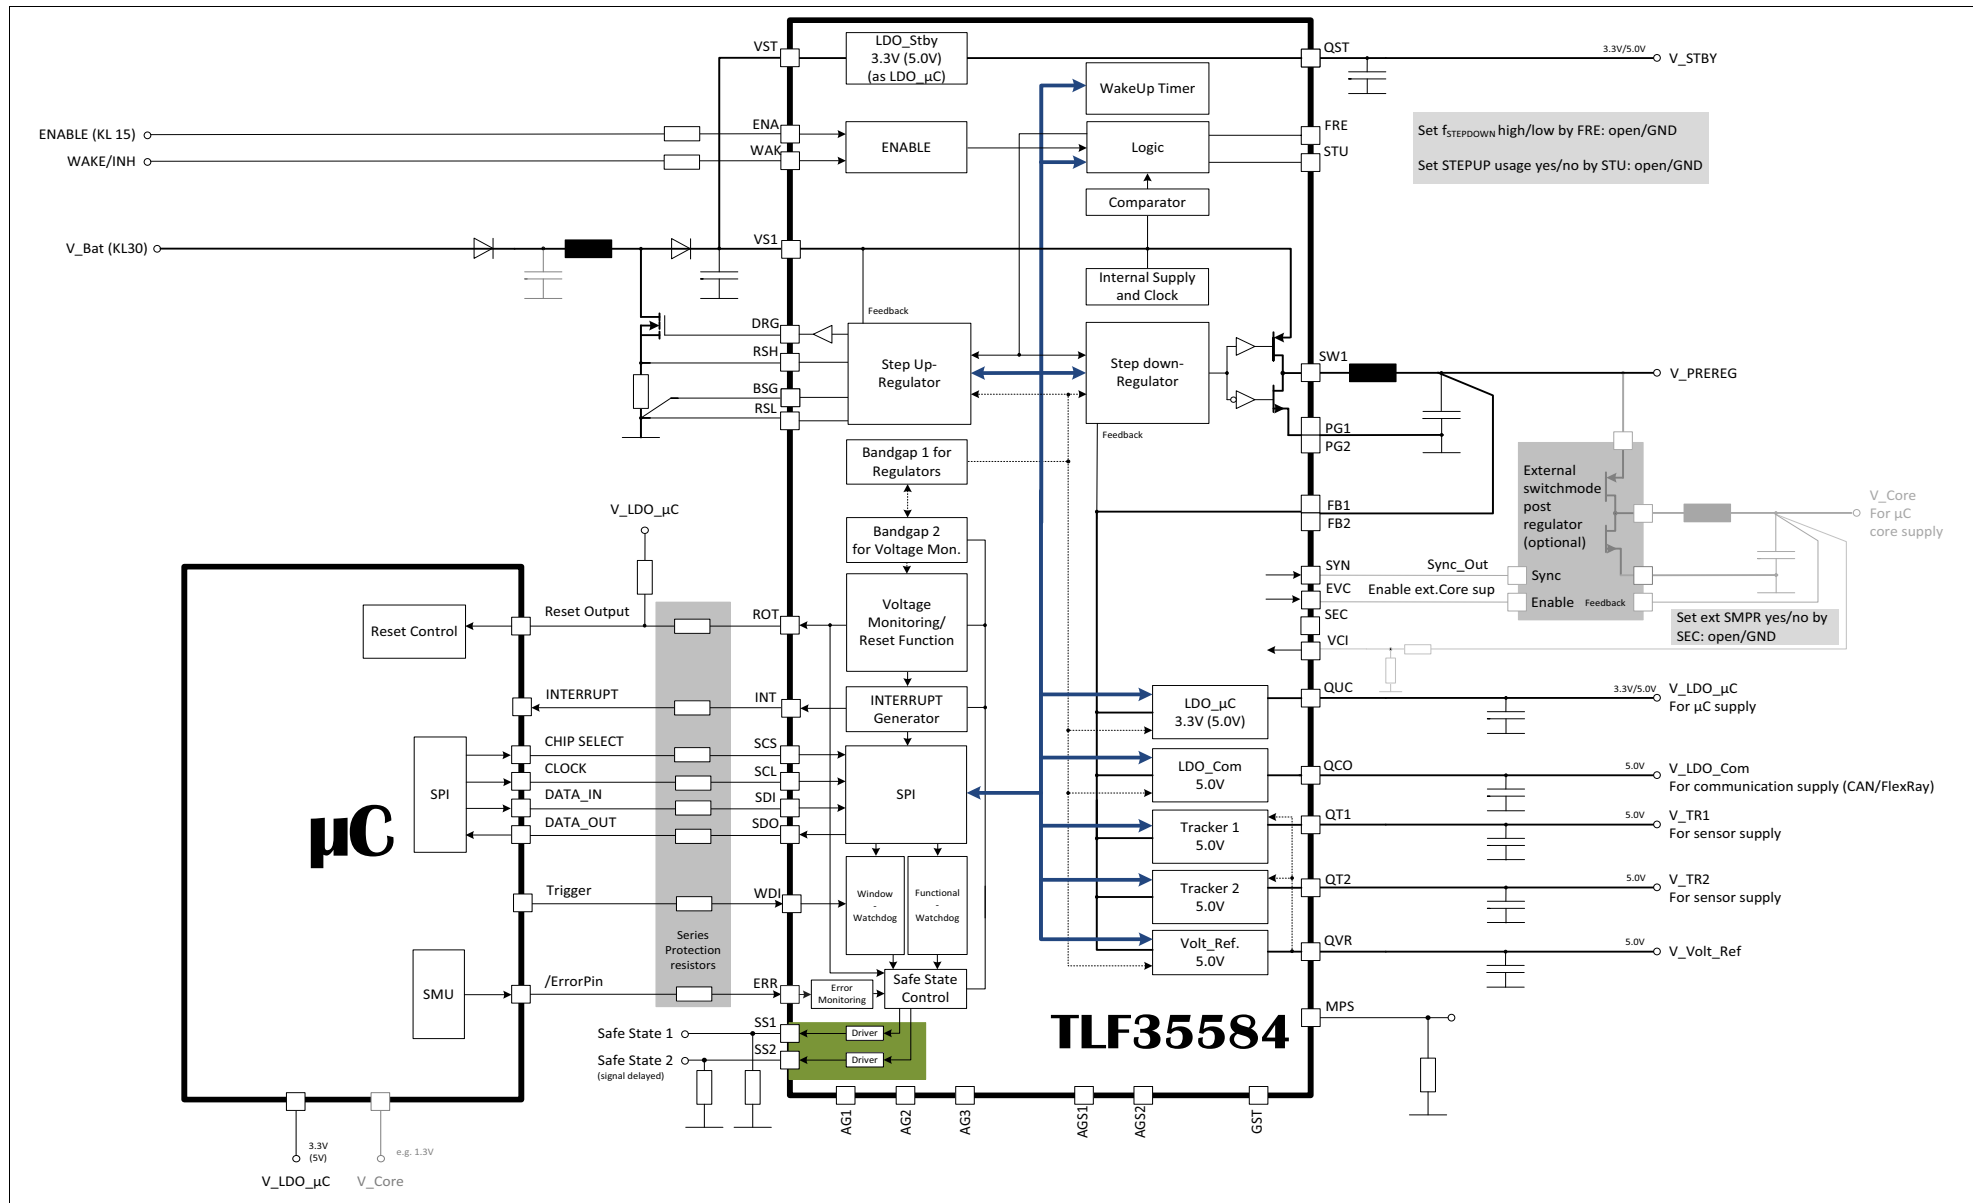 LDO_Stby
3.3V (5.0V)
(as LDO_µC)
VST
QST
3.3V/5.0V
V_STBY
WakeUp Timer
ENABLE (KL 15)
ENA
WAKE/INH
WAK
ENABLE
Logic
FRE
STU
Set fSTEPDOWN high/low by FRE: open/GND
Set STEPUP usage yes/no by STU: open/GND
Comparator
V_Bat (KL30)
VS1
Internal Supply
and Clock
Feedback
DRG
RSH
BSG
RSL
Step Up-
Regulator
Step down-
Regulator
Feedback
SW1
V_PREREG
PG1
PG2
FB1
FB2
Bandgap 1 for
Regulators
Bandgap 2
for Voltage Mon.
Voltage
Monitoring/
Reset Function
External
switchmode
post
regulator
(optional)
V_Core
For µC
core supply
SYN
Sync_Out
Sync
EVC
Enable ext.Core sup
Enable
Feedback
SEC
VCI
Set ext SMPR yes/no by
SEC: open/GND
V_LDO_µC
Reset Control
Reset Output
ROT
INTERRUPT
INT
INTERRUPT
Generator
SPI
CHIP SELECT
SCS
CLOCK
SCL
DATA_IN
SDI
DATA_OUT
SDO
SPI
µC
Trigger
WDI
Window
-
Watchdog
Functional
-
Watchdog
Series
Protection
resistors
SMU
/ErrorPin
ERR
Error
Monitoring
Safe State
Control
Safe State 1
SS1
Driver
Safe State 2
(signal delayed)
SS2
Driver
LDO_µC
3.3V (5.0V)
QUC
3.3V/5.0V
V_LDO_µC
For µC supply
LDO_Com
5.0V
QCO
5.0V
V_LDO_Com
For communication supply (CAN/FlexRay)
Tracker 1
5.0V
QT1
5.0V
V_TR1
For sensor supply
Tracker 2
5.0V
QT2
5.0V
V_TR2
For sensor supply
Volt_Ref.
5.0V
QVR
5.0V
V_Volt_Ref
MPS
TLF35584
AG1
AG2
AG3
AGS1
AGS2
GST
3.3V
(5V)
V_LDO_µC
e.g. 1.3V
V_Core